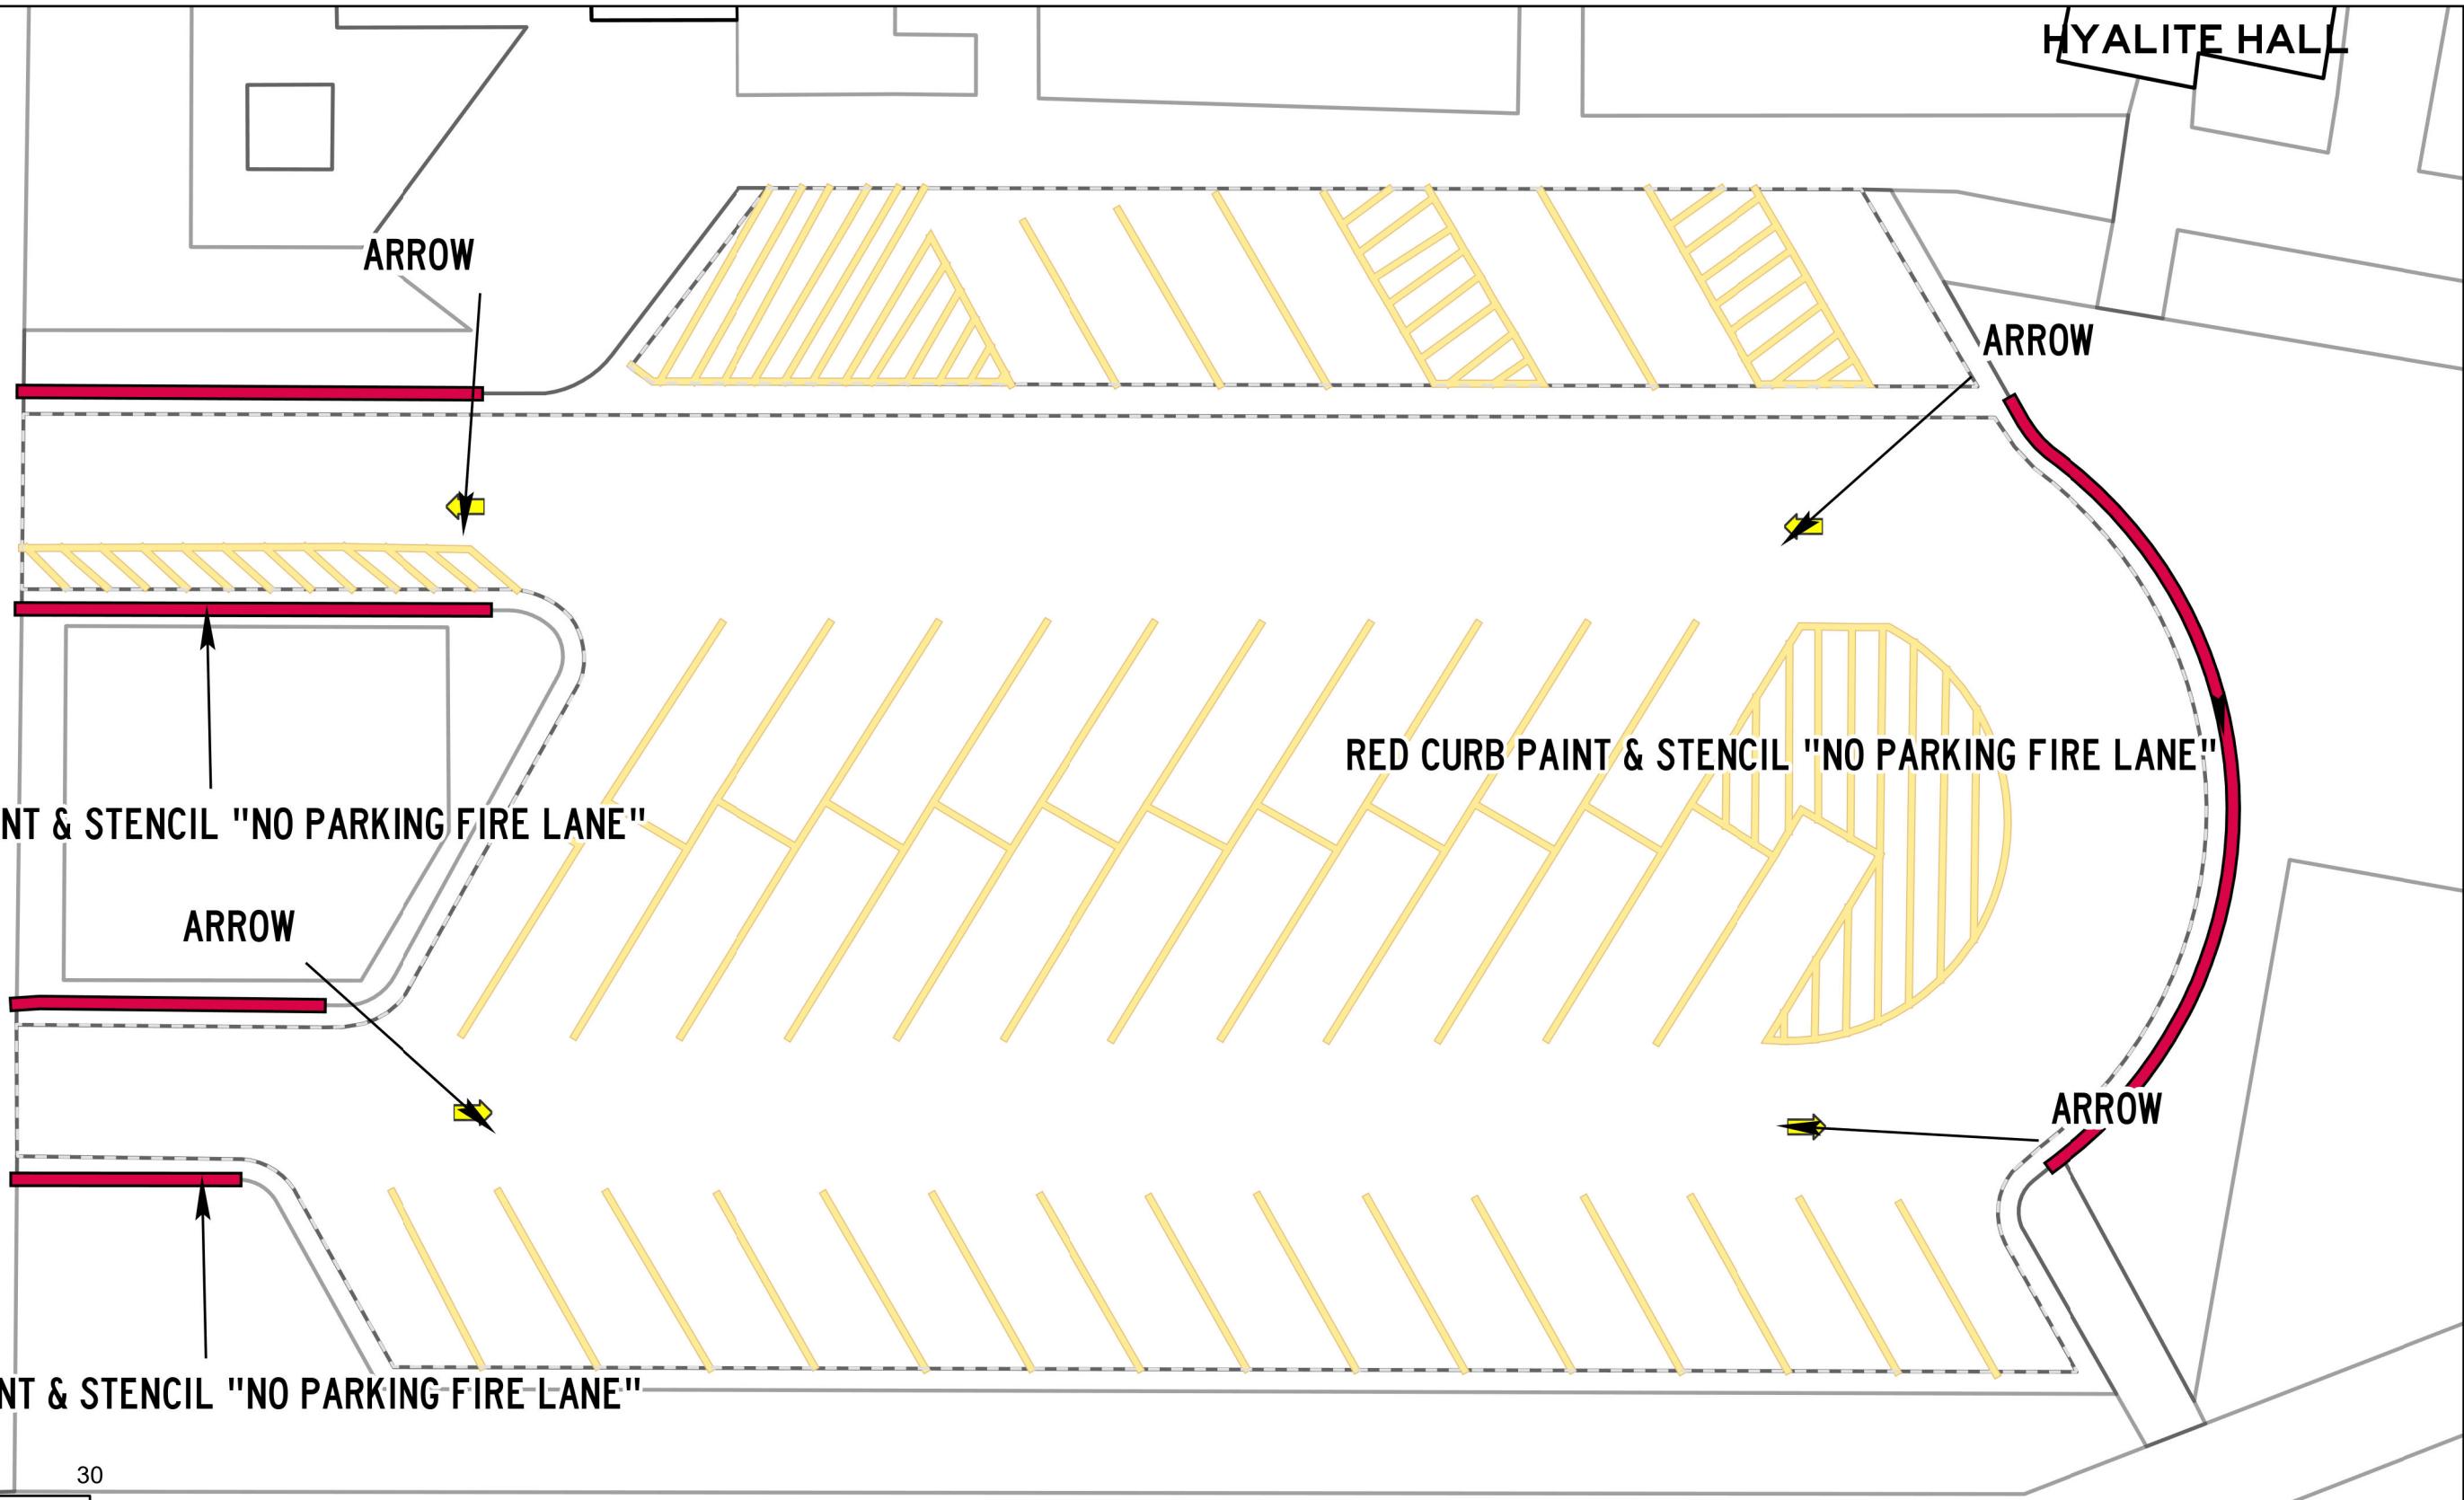 HYALITE HALL
ARROW
ARROW
RED CURB PAINT & STENCIL "NO PARKING FIRE LANE"
NT & STENCIL "NO PARKING FIRE LANE"
ARROW
ARROW
NT & STENCIL "NO PARKING FIRE LANE"
30